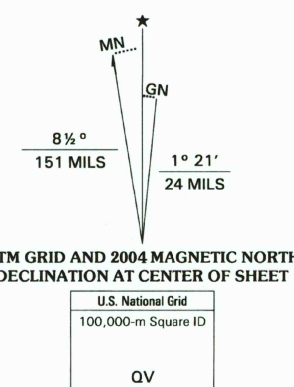 MN
GN
8½°
151 MILS
1° 21′
24 MILS
TM GRID AND 2004 MAGNETIC NORTH
DECLINATION AT CENTER OF SHEET
U.S. National Grid
100,000-m Square ID
QV